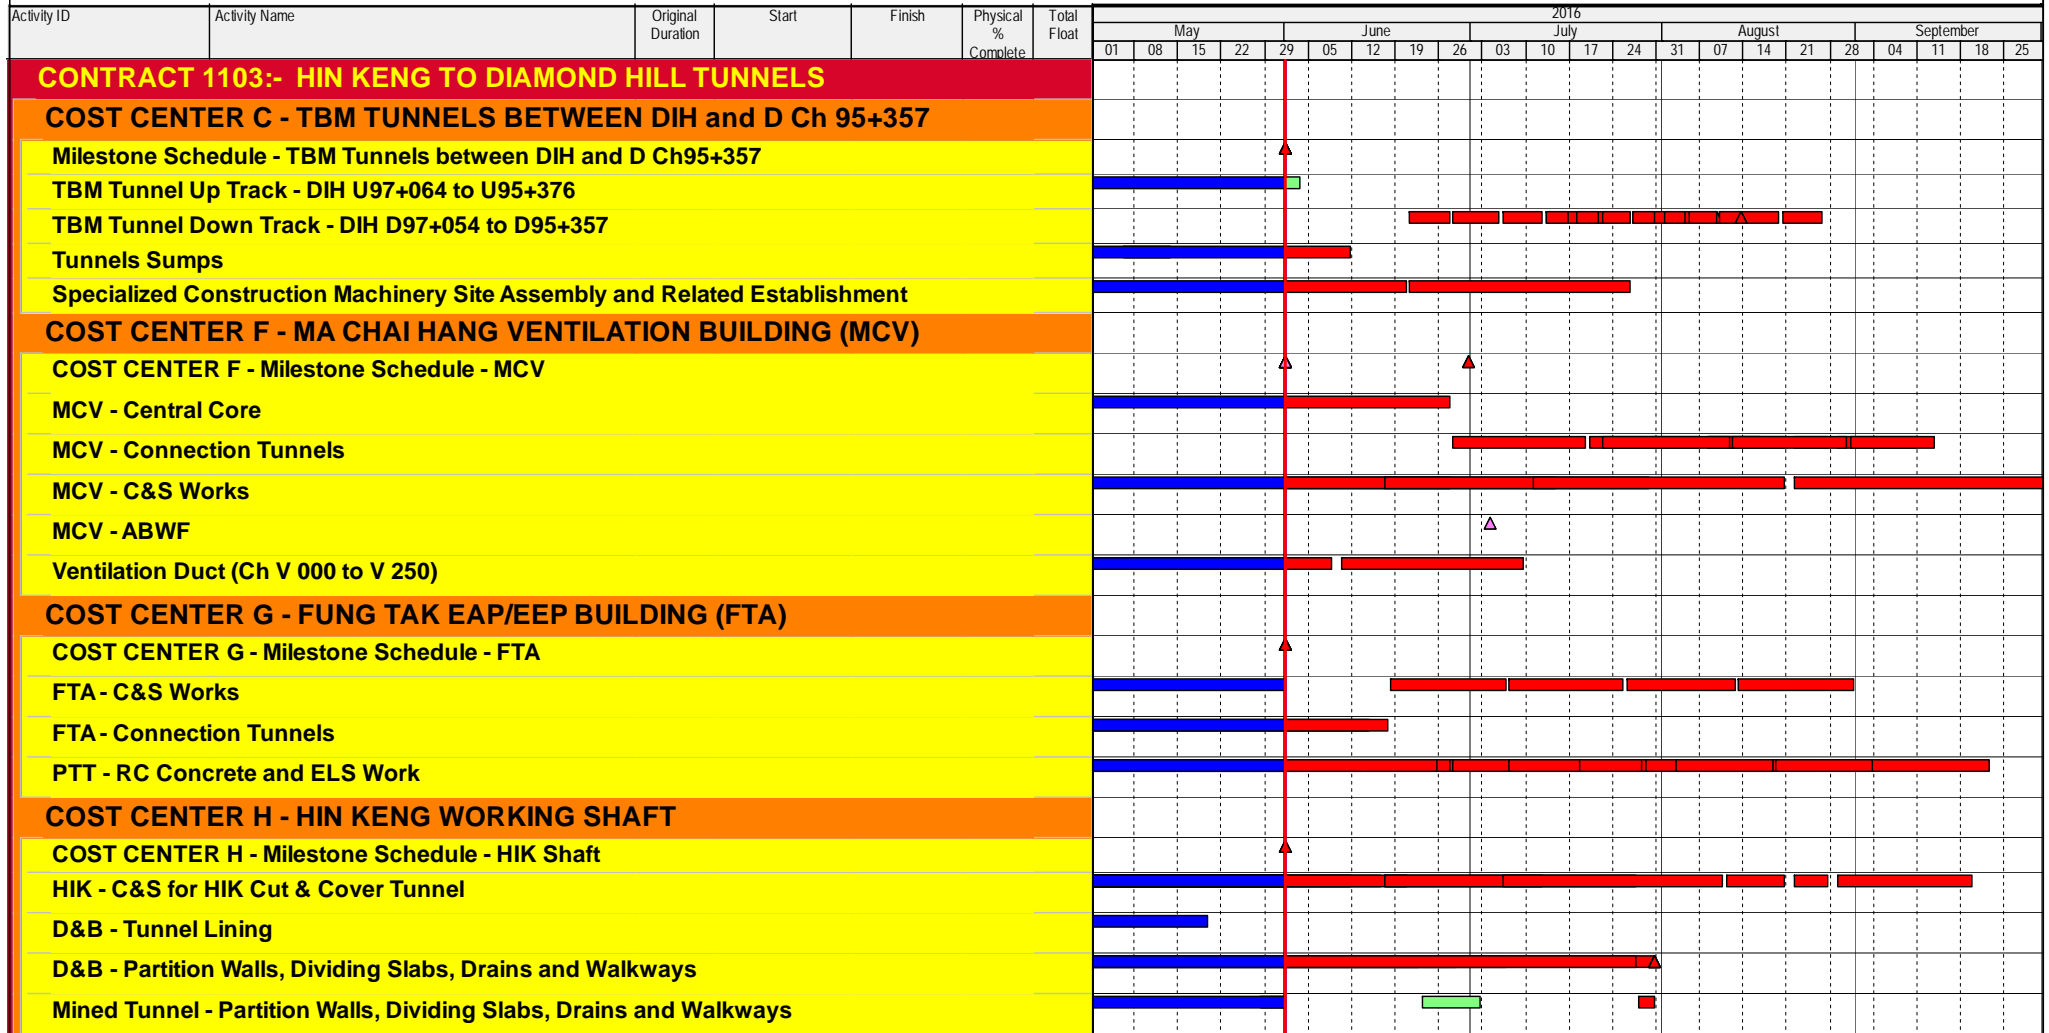 Activity ID
Activity Name
Original
Duration
Start
Finish
Physical
%
Complete
Total
Float
2016
May
June
July
August
September
01 08 15 22 29 05 12 19 26 03 10 17 24 31 07 14 21 28 04 11 18 25
CONTRACT 1103:- HIN KENG TO DIAMOND HILL TUNNELS
COST CENTER C - TBM TUNNELS BETWEEN DIH and D Ch 95+357
Milestone Schedule - TBM Tunnels between DIH and D Ch95+357
TBM Tunnel Up Track - DIH U97+064 to U95+376
TBM Tunnel Down Track - DIH D97+054 to D95+357
Tunnels Sumps
Specialized Construction Machinery Site Assembly and Related Establishment
COST CENTER F - MA CHAI HANG VENTILATION BUILDING (MCV)
COST CENTER F - Milestone Schedule - MCV
MCV - Central Core
MCV - Connection Tunnels
MCV - C&S Works
MCV - ABWF
Ventilation Duct (Ch V 000 to V 250)
COST CENTER G - FUNG TAK EAP/EEP BUILDING (FTA)
COST CENTER G - Milestone Schedule - FTA
FTA - C&S Works
FTA - Connection Tunnels
PTT - RC Concrete and ELS Work
COST CENTER H - HIN KENG WORKING SHAFT
COST CENTER H - Milestone Schedule - HIK Shaft
HIK - C&S for HIK Cut & Cover Tunnel
D&B - Tunnel Lining
D&B - Partition Walls, Dividing Slabs, Drains and Walkways
Mined Tunnel - Partition Walls, Dividing Slabs, Drains and Walkways